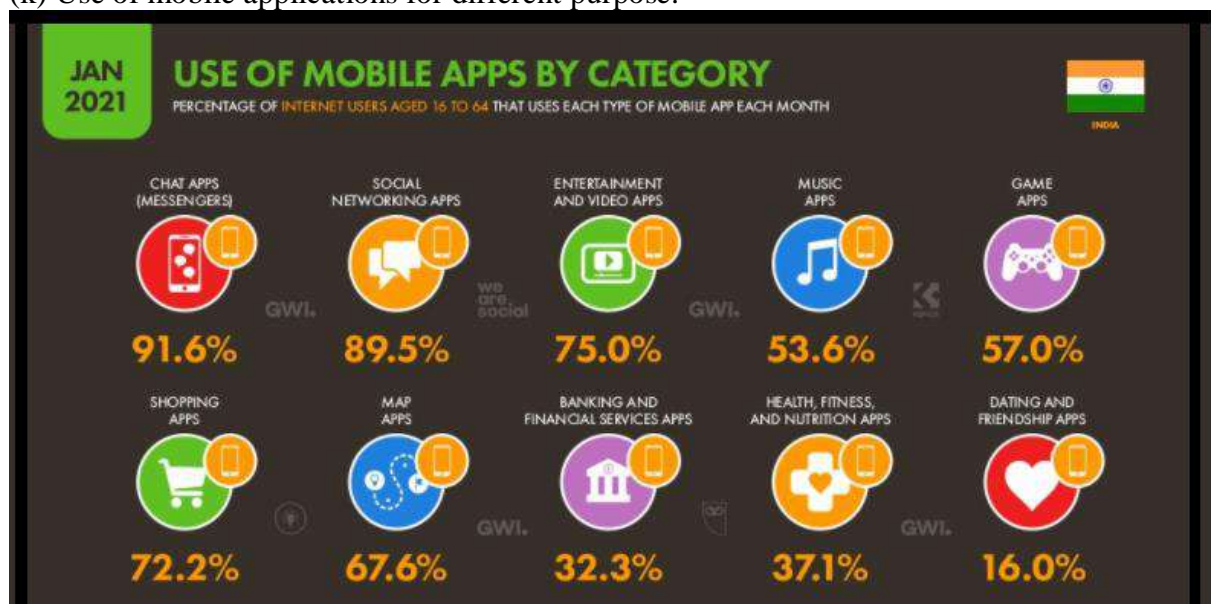 (k) Use of mobile applications for different purpose.
JAN
2021
USE OF MOBILE APPS BY CATEGORY
PERCENTAGE OF INTERNET USERS AGED 16 TO 64 THAT USES EACH TYPE OF MOBILE APP EACH MONTH
INDIA
CHAT APPS
(MESSENGERS)
SOCIAL
NETWORKING APPS
ENTERTAINMENT
AND VIDEO APPS
MUSIC
APPS
GAME
APPS
GWI.
we
are
social
GWI.
91.6%
89.5%
75.0%
53.6%
57.0%
SHOPPING
APPS
MAP
APPS
BANKING AND
FINANCIAL SERVICES APPS
HEALTH, FITNESS,
AND NUTRITION APPS
DATING AND
FRIENDSHIP APPS
GWI.
GWI.
72.2%
67.6%
32.3%
37.1%
16.0%